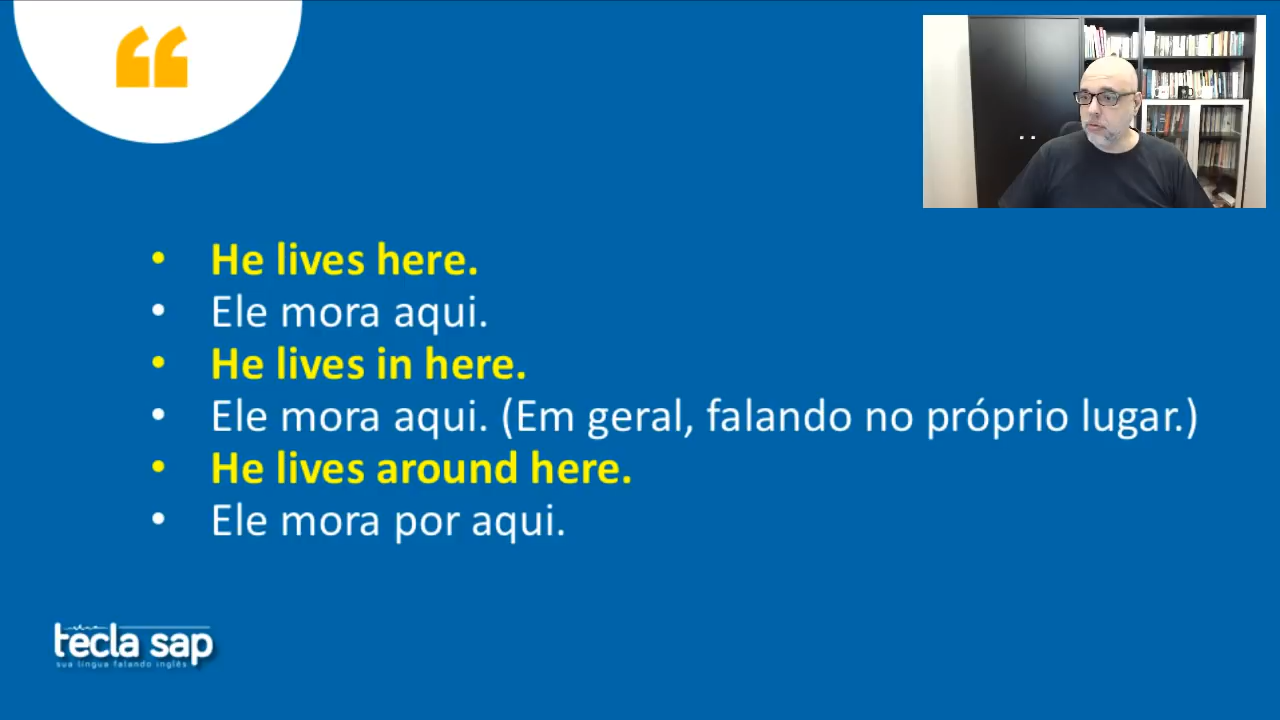 “
• He lives here.
• Ele mora aqui.
• He lives in here.
• Ele mora aqui. (Em geral, falando no próprio lugar.)
• He lives around here.
• Ele mora por aqui.
tecla sap
sua língua falando inglês